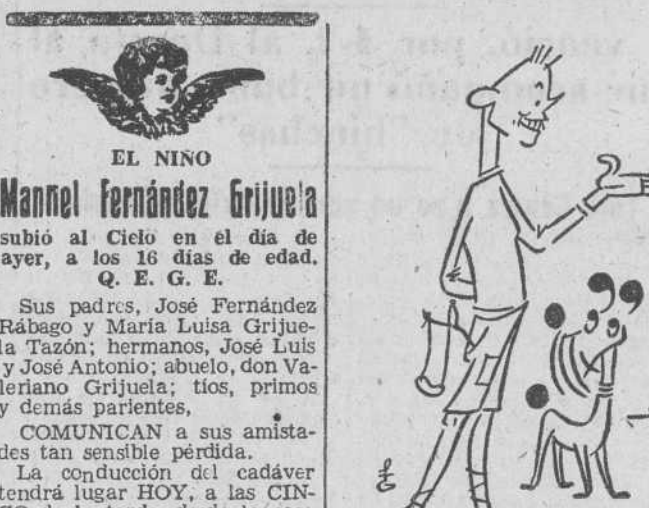 EL NIÑO
Manuel Fernández Grijuela
subió al Cielo en el día de
ayer, a los 16 días de edad.
Q. E. G. E.
Sus padres, José Fernández
Rábago y María Luisa Grijue-
la Tazón; hermanos, José Luis
y José Antonio; abuelo, don Va-
leriano Grijuela; tíos, primos
y demás parientes,
COMUNICAN a sus amista-
des tan sensible pérdida.
La conducción del cadáver
tendrá lugar HOY, a las CIN-